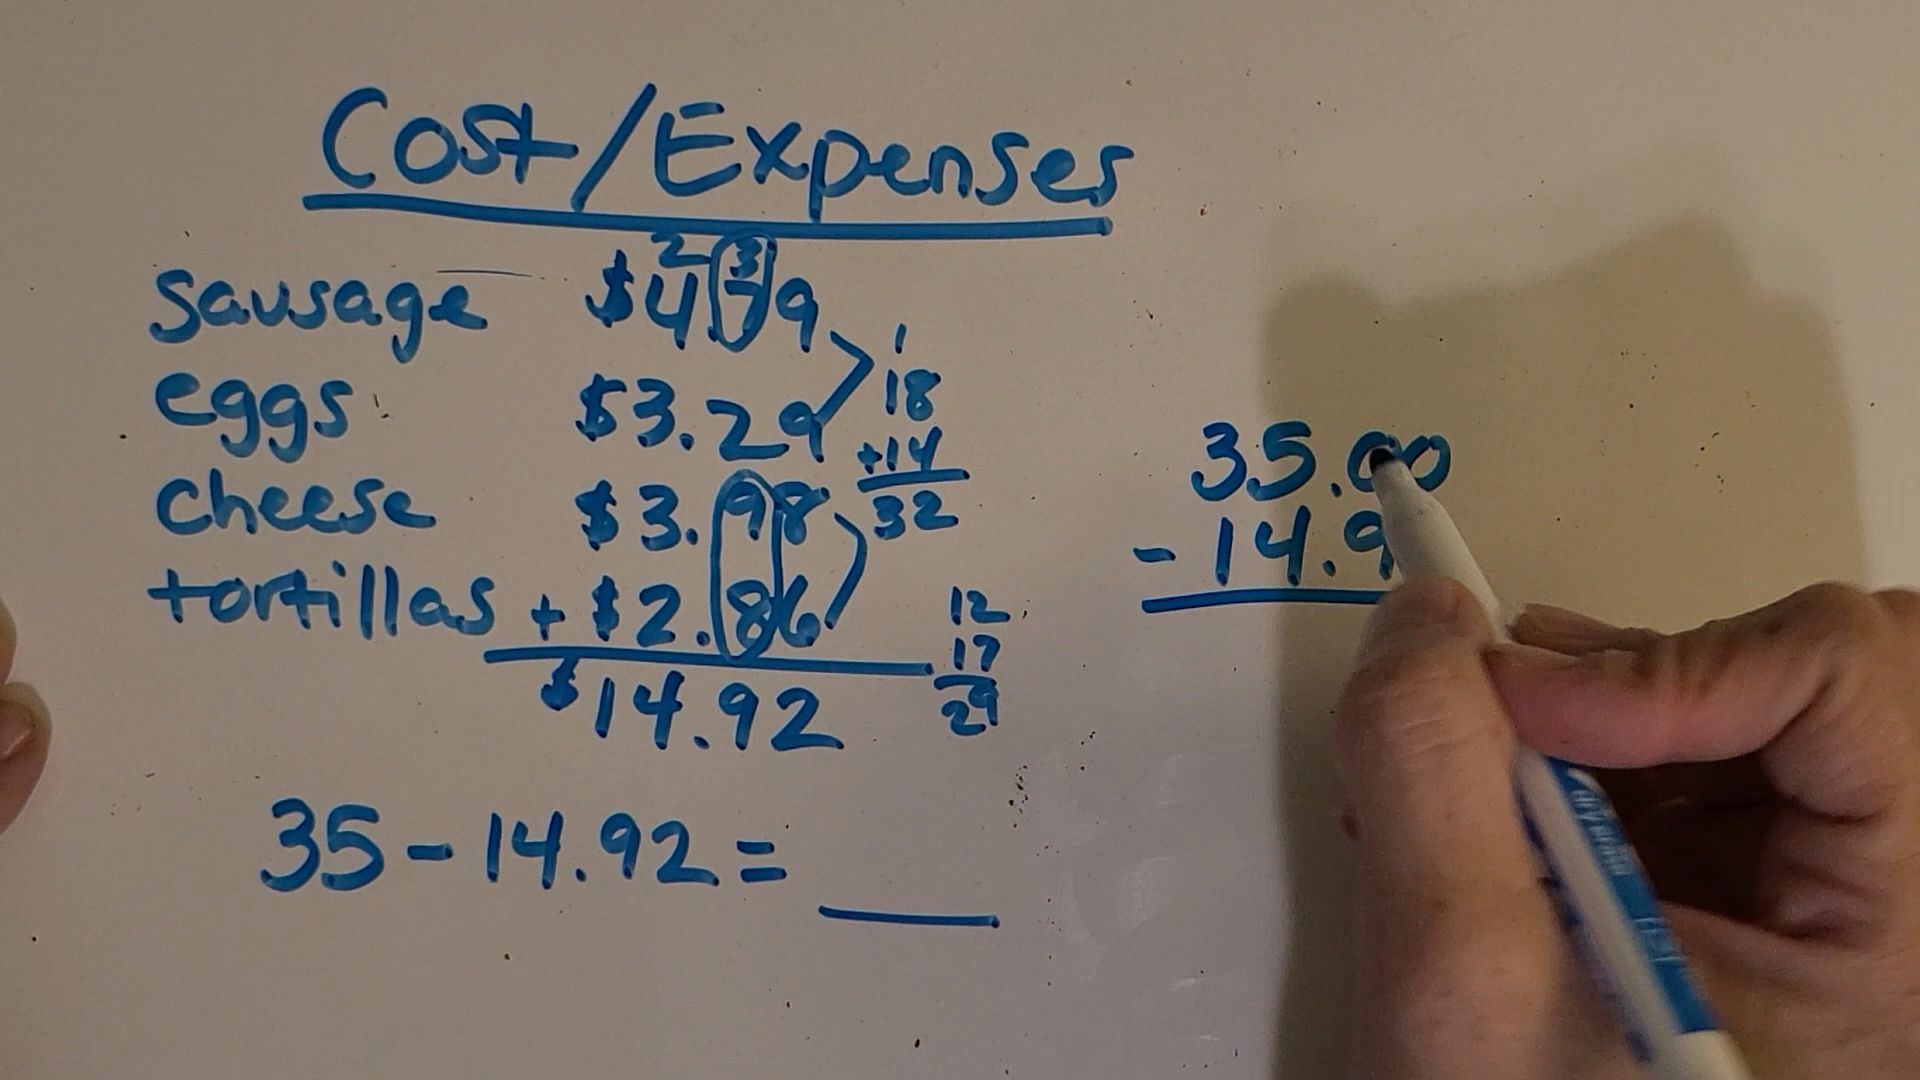 Cost/Expenses
2 3
sausage $4.79
eggs $3.29
cheese $3.98
tortillas + $2.86
$14.92
1
18
+14
32
12
17
29
35 - 14.92 = ___
35.00
- 14.9